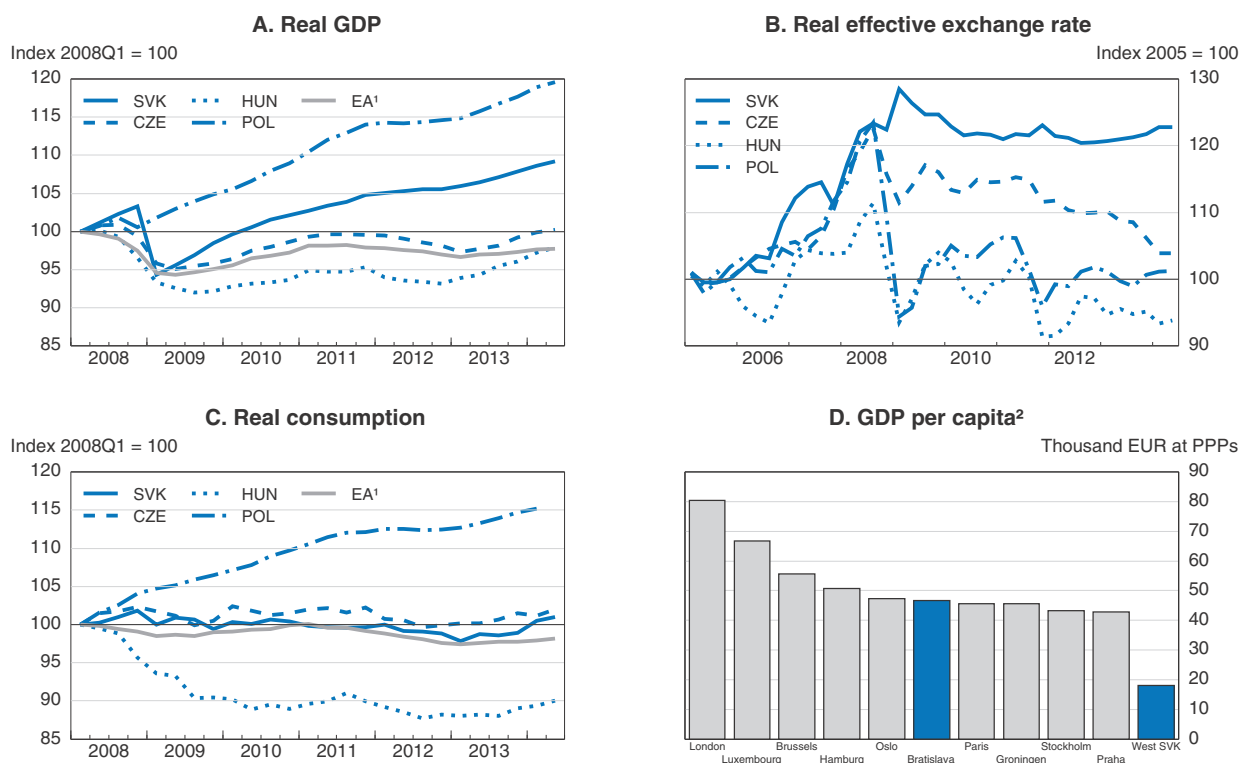 A. Real GDP
Index 2008Q1 = 100
120
115
110
105
100
95
90
85
SVK HUN EA¹
CZE POL
2008 2009 2010 2011 2012 2013
B. Real effective exchange rate
Index 2005 = 100
130
120
110
100
90
SVK
CZE
HUN
POL
2006 2008 2010 2012
C. Real consumption
Index 2008Q1 = 100
120
115
110
105
100
95
90
85
SVK HUN EA¹
CZE POL
2008 2009 2010 2011 2012 2013
D. GDP per capita²
Thousand EUR at PPPs
90
80
70
60
50
40
30
20
10
0
London Brussels Oslo Paris Stockholm West SVK
Luxembourg Hamburg Bratislava Groningen Praha